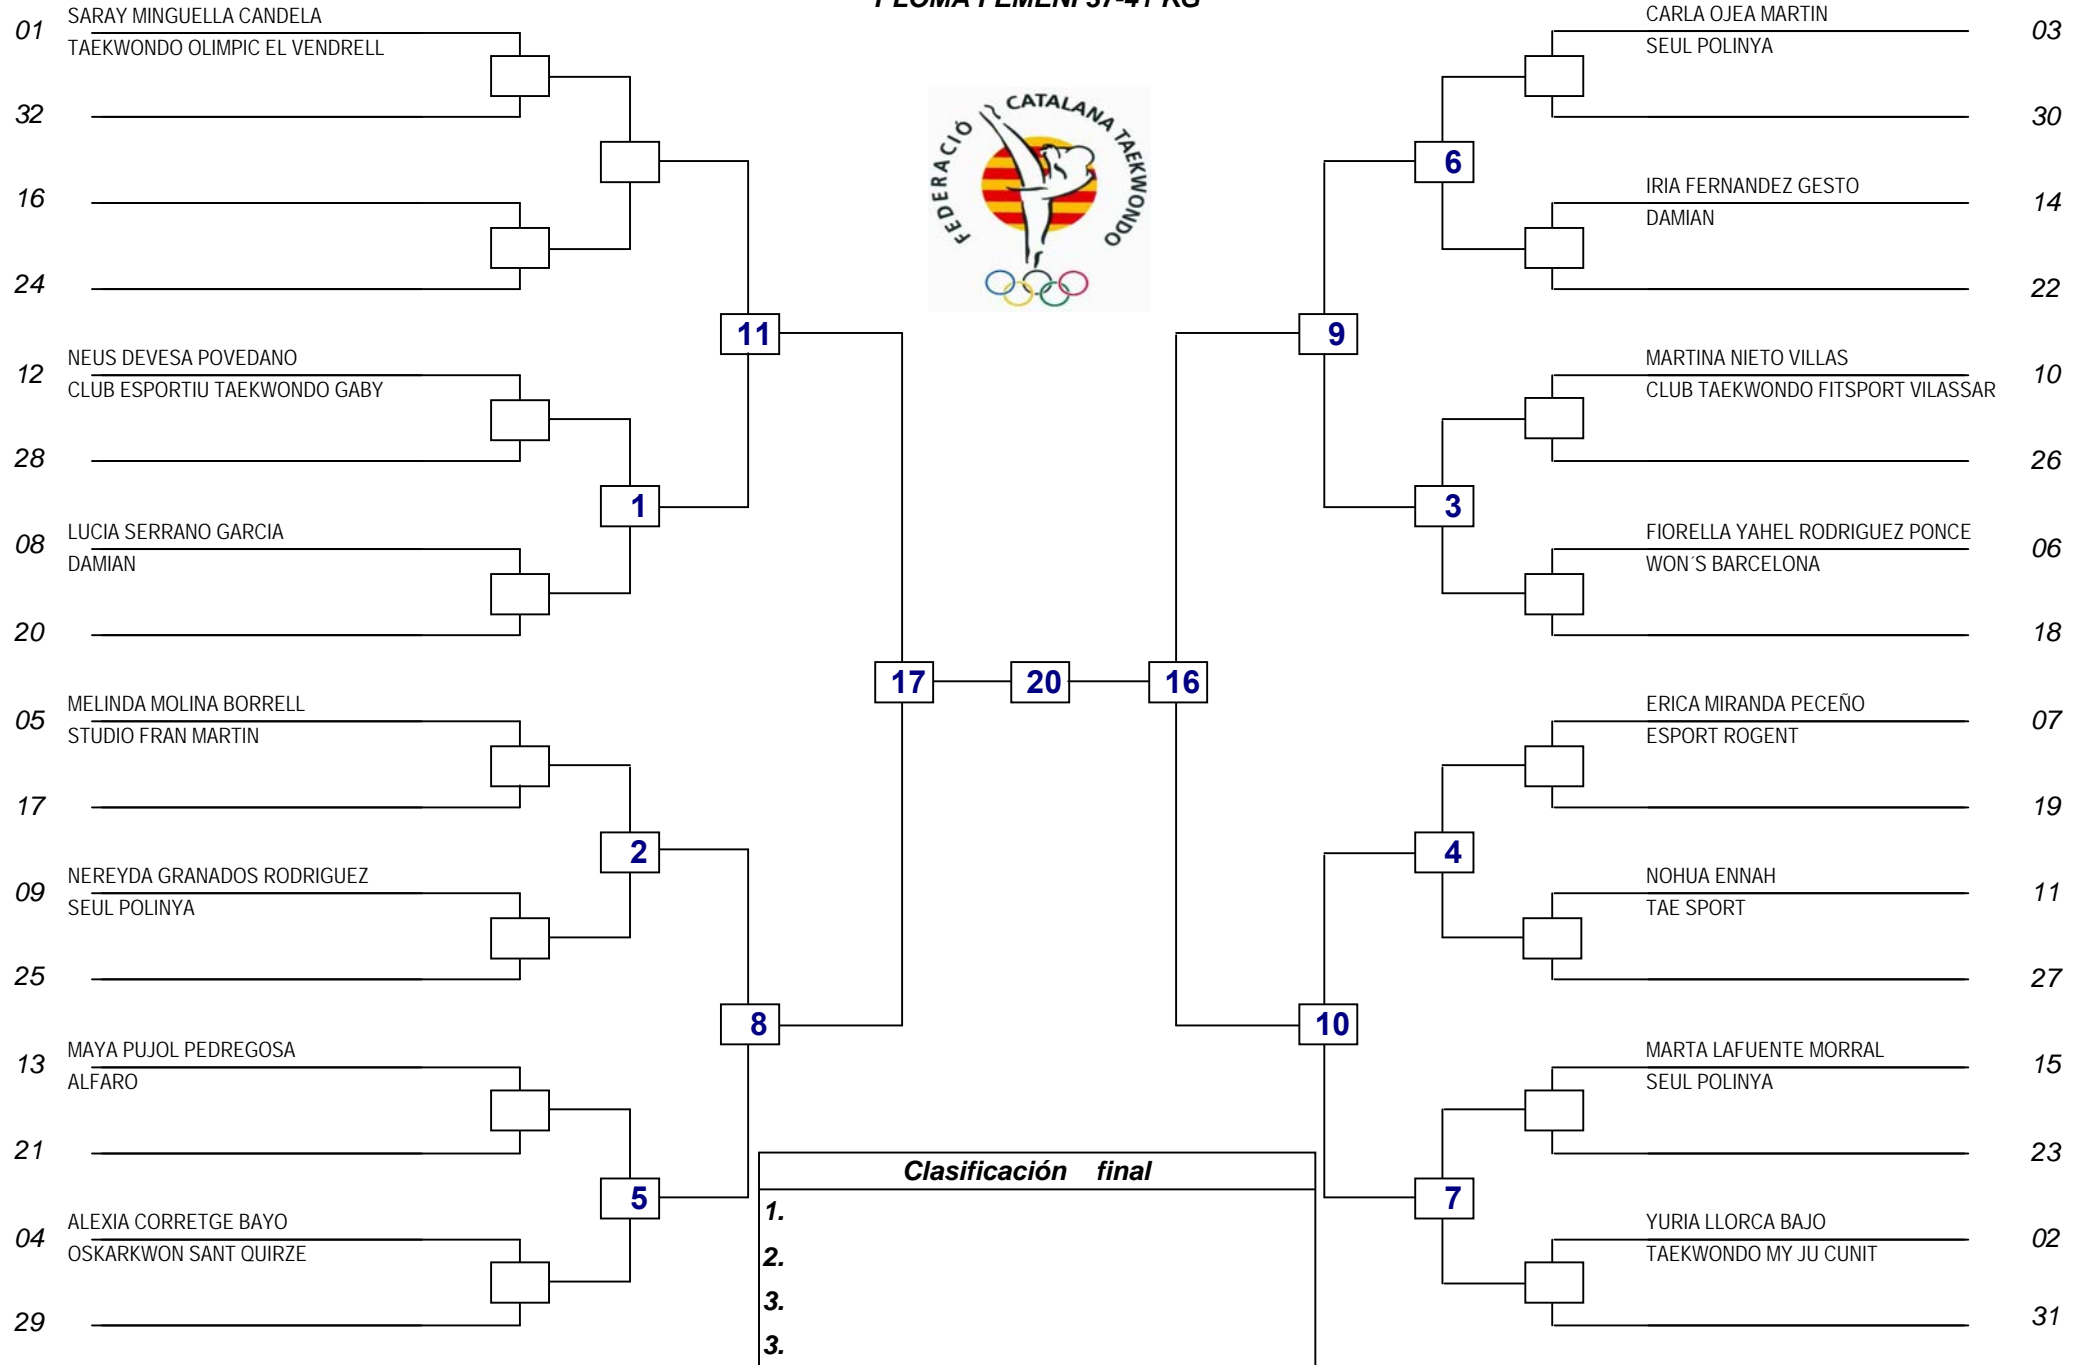 PLOMA FEMENI 37-41 KG
01 SARAY MINGUELLA CANDELA
TAEKWONDO OLIMPIC EL VENDRELL
32
16
24
11
12 NEUS DEVESA POVEDANO
CLUB ESPORTIU TAEKWONDO GABY
28
1
08 LUCIA SERRANO GARCIA
DAMIAN
20
17
05 MELINDA MOLINA BORRELL
STUDIO FRAN MARTIN
17
2
09 NEREYDA GRANADOS RODRIGUEZ
SEUL POLINYA
25
8
13 MAYA PUJOL PEDREGOSA
ALFARO
21
5
04 ALEXIA CORRETGE BAYO
OSKARKWON SANT QUIRZE
29
FEDERACIÓ CATALANA TAEKWONDO
20
CARLA OJEA MARTIN 03
SEUL POLINYA
30
6
IRIA FERNANDEZ GESTO 14
DAMIAN
22
9
MARTINA NIETO VILLAS 10
CLUB TAEKWONDO FITSPORT VILASSAR
26
3
FIORELLA YAHEL RODRIGUEZ PONCE 06
WON´S BARCELONA
18
16
ERICA MIRANDA PECEÑO 07
ESPORT ROGENT
19
4
NOHUA ENNAH 11
TAE SPORT
27
10
MARTA LAFUENTE MORRAL 15
SEUL POLINYA
23
7
YURIA LLORCA BAJO 02
TAEKWONDO MY JU CUNIT
31
Clasificación final
1.
2.
3.
3.